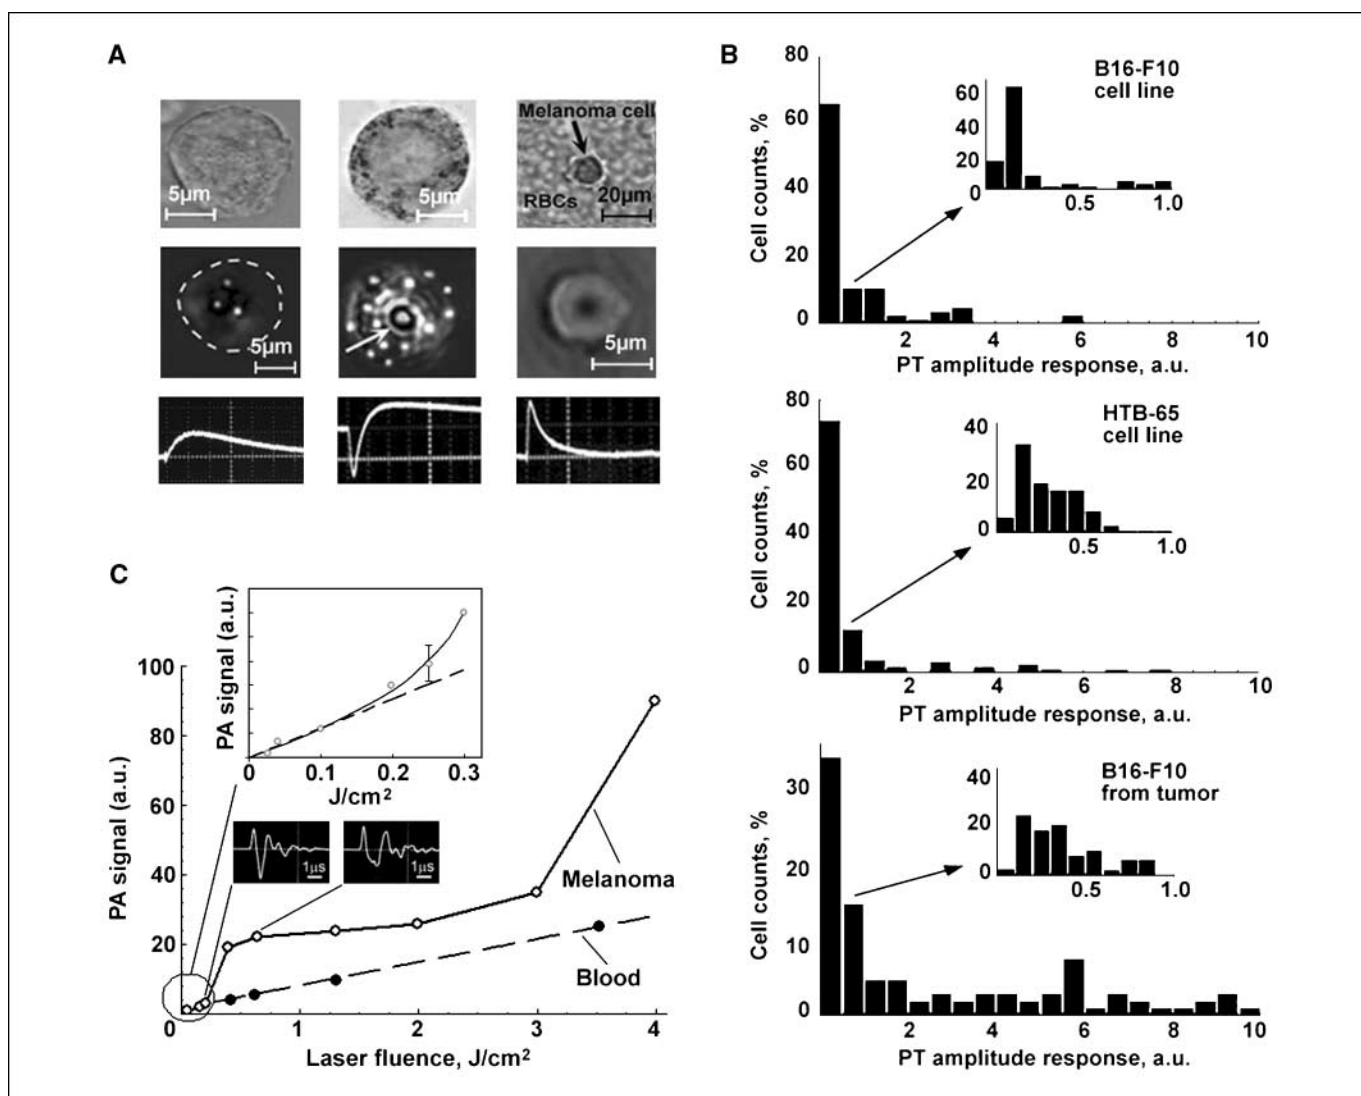 A
Melanoma cell
5µm
5µm
RBCs
20µm
5µm
5µm
B
80
60
40
20
0
Cell counts, %
B16-F10
cell line
60
40
20
0
0.5
1.0
2
4
6
8
10
PT amplitude response, a.u.
80
60
40
20
0
Cell counts, %
HTB-65
cell line
40
20
0
0.5
1.0
2
4
6
8
10
PT amplitude response, a.u.
30
20
10
0
Cell counts, %
B16-F10
from tumor
40
20
0
0.5
1.0
2
4
6
8
10
PT amplitude response, a.u.
C
PA signal (a.u.)
0
0.1
0.2
0.3
J/cm²
100
80
60
40
20
0
PA signal (a.u.)
1µs
1µs
Melanoma
Blood
1
2
3
4
Laser fluence, J/cm²